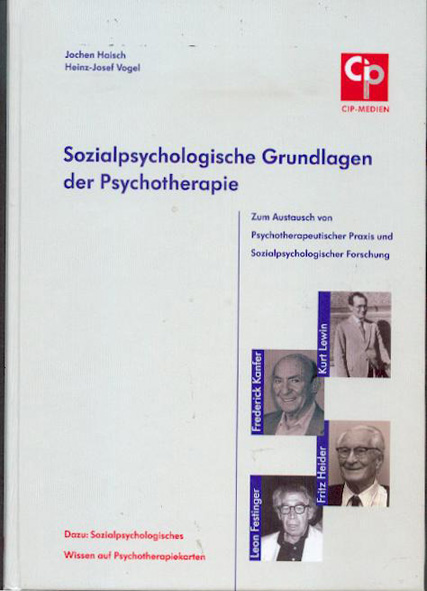 Jochen Haisch
Heinz-Josef Vogel
Cip
CIP-MEDIEN
Sozialpsychologische Grundlagen
der Psychotherapie
Zum Austausch von
Psychotherapeutischer Praxis und
Sozialpsychologischer Forschung
Kurt Lewin
Frederick Kanfer
Fritz Heider
Leon Festinger
Dazu: Sozialpsychologisches
Wissen auf Psychotherapiekarten